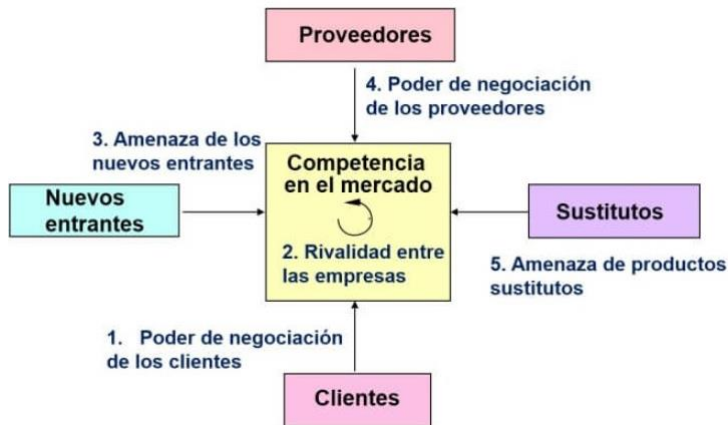 Proveedores
4. Poder de negociación
de los proveedores
3. Amenaza de los
nuevos entrantes
Competencia
en el mercado
Nuevos
entrantes
Sustitutos
2. Rivalidad entre
las empresas
5. Amenaza de productos
sustitutos
1. Poder de negociación
de los clientes
Clientes